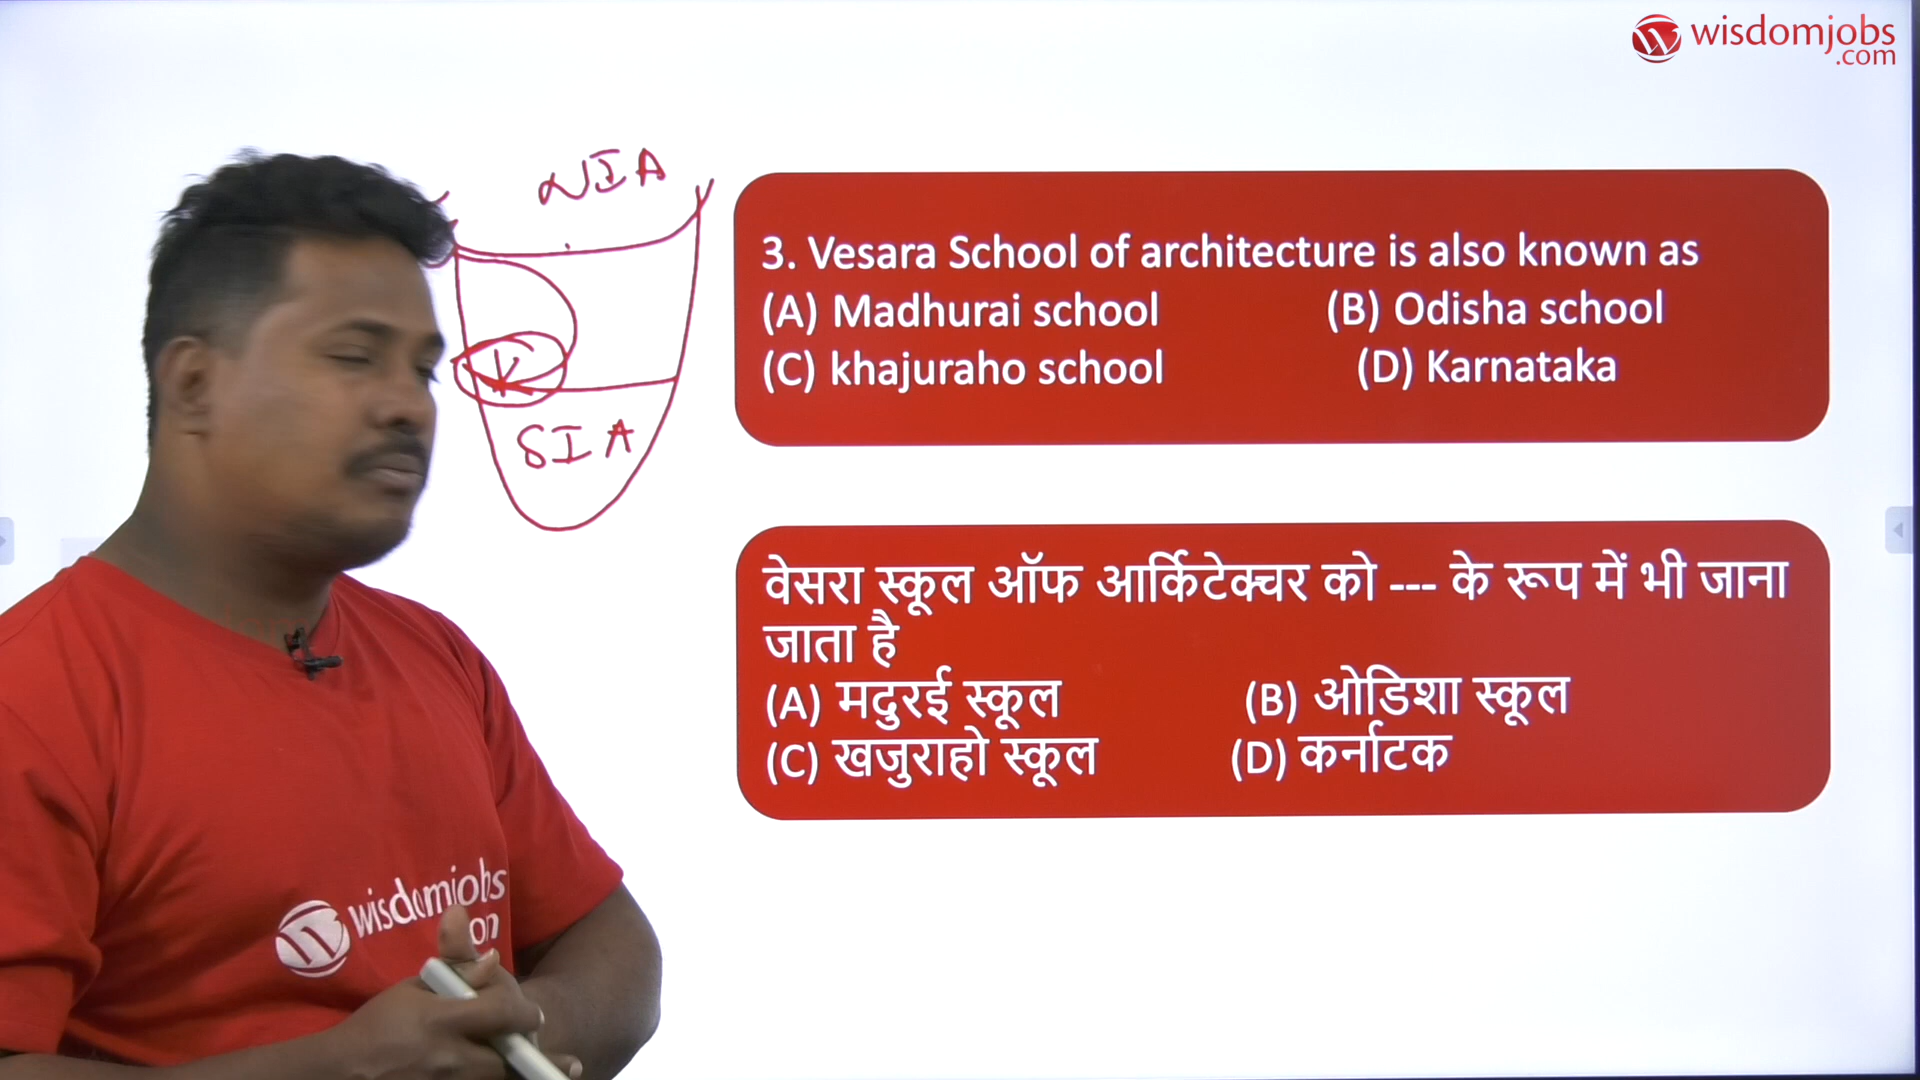 wisdomjobs
.com
NIA
K
SIA
3. Vesara School of architecture is also known as
(A) Madhurai school (B) Odisha school
(C) khajuraho school (D) Karnataka
वेसरा स्कूल ऑफ आर्किटेक्चर को --- के रूप में भी जाना
जाता है
(A) मदुरई स्कूल (B) ओडिशा स्कूल
(C) खजुराहो स्कूल (D) कर्नाटक
wisdomjobs